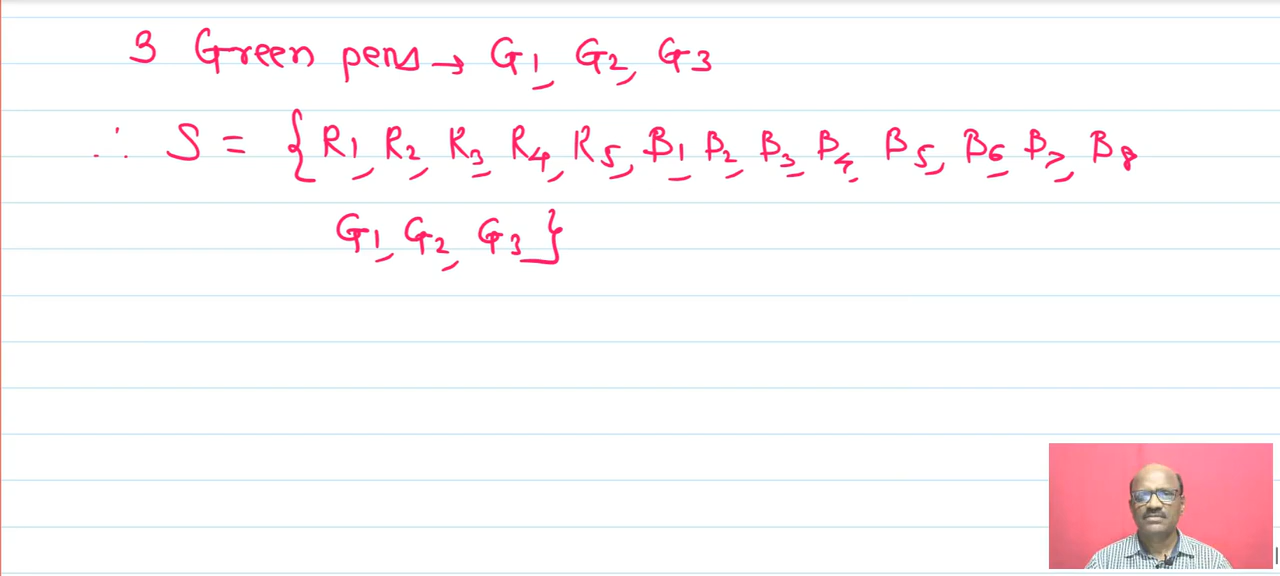 3 Green pens → G1, G2, G3
∴ S = {R1, R2, R3, R4, R5, B1, B2, B3, B4, B5, B6, B7, B8
G1, G2, G3}